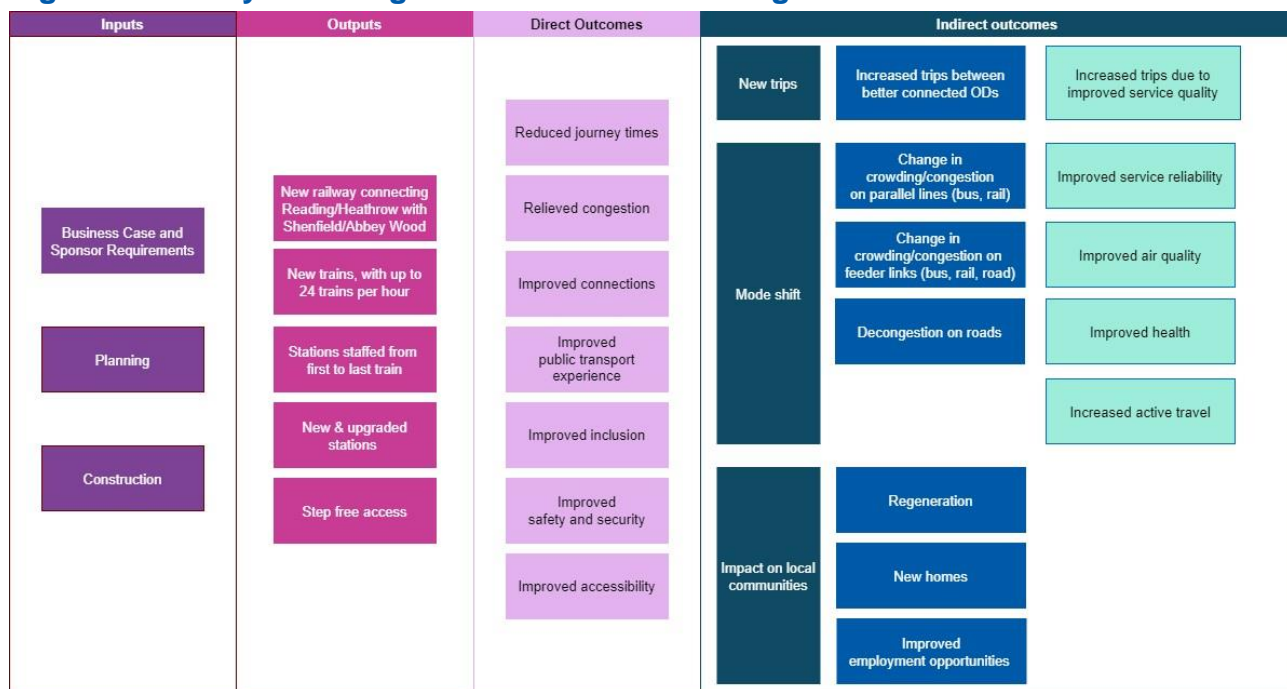 Inputs
Outputs
Direct Outcomes
Indirect outcomes
Business Case and
Sponsor Requirements
Planning
Construction
New railway connecting
Reading/Heathrow with
Shenfield/Abbey Wood
New trains, with up to
24 trains per hour
Stations staffed from
first to last train
New & upgraded
stations
Step free access
Reduced journey times
Relieved congestion
Improved connections
Improved
public transport
experience
Improved inclusion
Improved
safety and security
Improved accessibility
New trips
Increased trips between
better connected ODs
Increased trips due to
improved service quality
Mode shift
Change in
crowding/congestion
on parallel lines (bus, rail)
Change in
crowding/congestion on
feeder links (bus, rail, road)
Decongestion on roads
Improved service reliability
Improved air quality
Improved health
Increased active travel
Impact on local
communities
Regeneration
New homes
Improved
employment opportunities